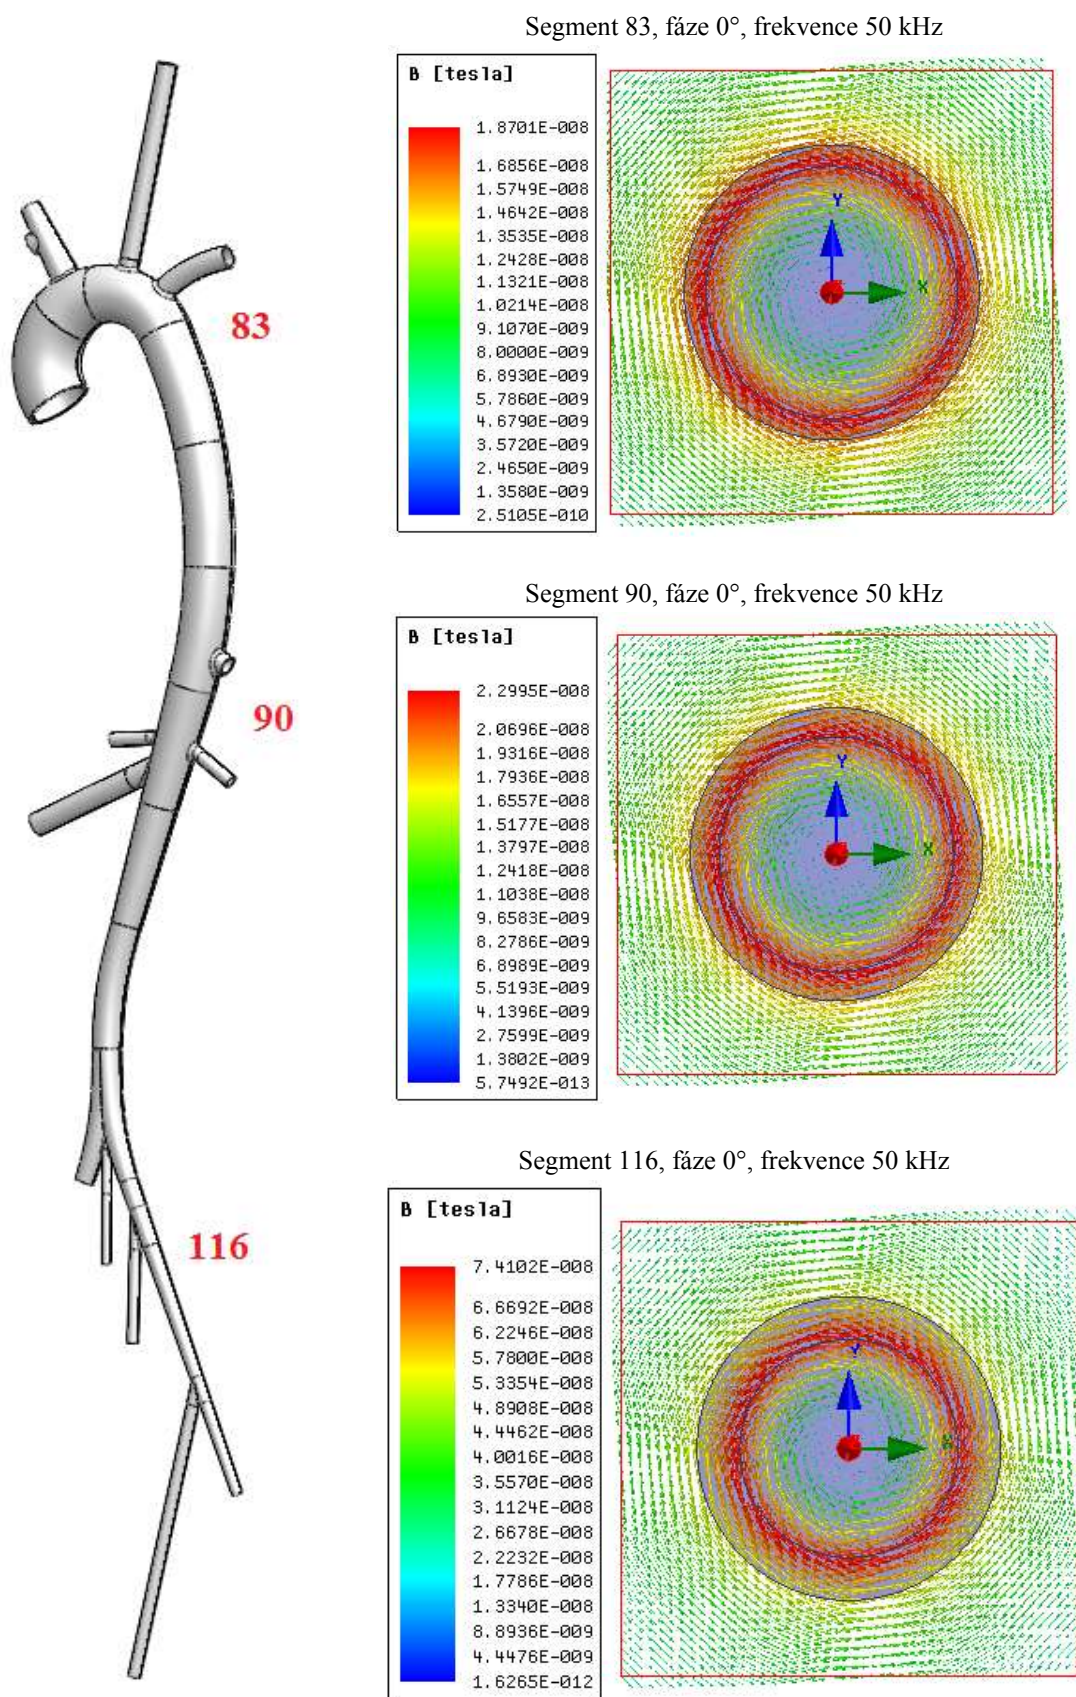 83
90
116
Segment 83, fáze 0°, frekvence 50 kHz
B [tesla]
1.8701E-008
1.6856E-008
1.5749E-008
1.4642E-008
1.3535E-008
1.2428E-008
1.1321E-008
1.0214E-008
9.1070E-009
8.0000E-009
6.8930E-009
5.7860E-009
4.6790E-009
3.5720E-009
2.4650E-009
1.3580E-009
2.5105E-010
Y
X
Segment 90, fáze 0°, frekvence 50 kHz
B [tesla]
2.2995E-008
2.0696E-008
1.9316E-008
1.7936E-008
1.6557E-008
1.5177E-008
1.3797E-008
1.2418E-008
1.1038E-008
9.6583E-009
8.2786E-009
6.8989E-009
5.5193E-009
4.1396E-009
2.7599E-009
1.3802E-009
5.7492E-013
Y
X
Segment 116, fáze 0°, frekvence 50 kHz
B [tesla]
7.4102E-008
6.6692E-008
6.2246E-008
5.7800E-008
5.3354E-008
4.8908E-008
4.4462E-008
4.0016E-008
3.5570E-008
3.1124E-008
2.6678E-008
2.2232E-008
1.7786E-008
1.3340E-008
8.8936E-009
4.4476E-009
1.6265E-012
Y
X